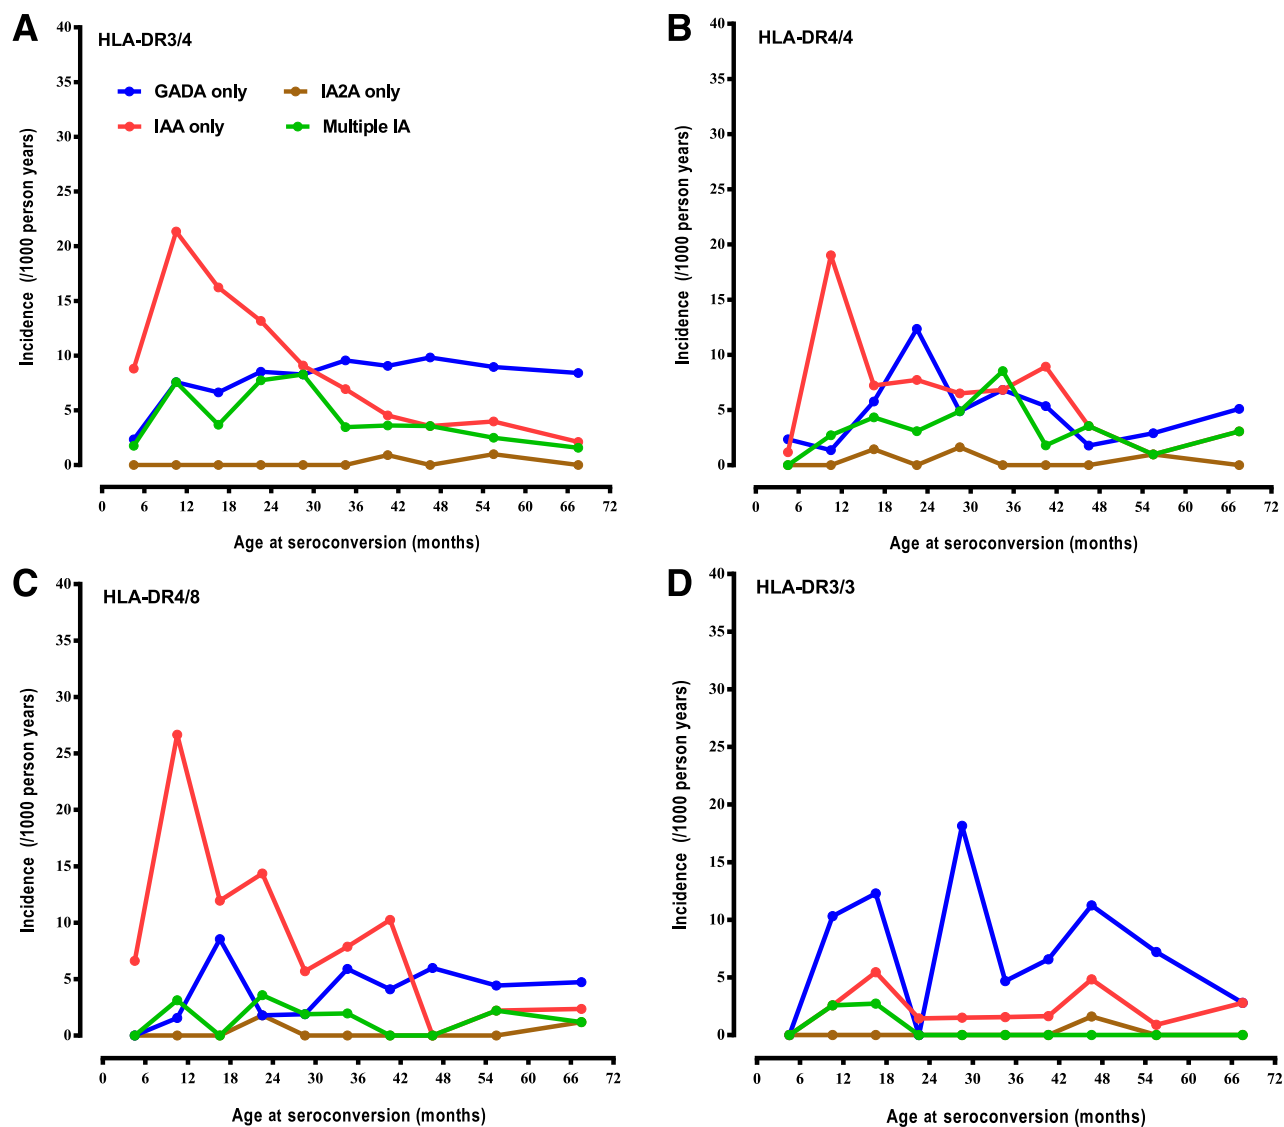 A
HLA-DR3/4
GADA only
IA2A only
IAA only
Multiple IA
Incidence (/1000 person years)
40
35
30
25
20
15
10
5
0
0 6 12 18 24 30 36 42 48 54 60 66 72
Age at seroconversion (months)
B
HLA-DR4/4
Incidence (/1000 person years)
40
35
30
25
20
15
10
5
0
0 6 12 18 24 30 36 42 48 54 60 66 72
Age at seroconversion (months)
C
HLA-DR4/8
Incidence (/1000 person years)
40
35
30
25
20
15
10
5
0
0 6 12 18 24 30 36 42 48 54 60 66 72
Age at seroconversion (months)
D
HLA-DR3/3
Incidence (/1000 person years)
40
35
30
25
20
15
10
5
0
0 6 12 18 24 30 36 42 48 54 60 66 72
Age at seroconversion (months)